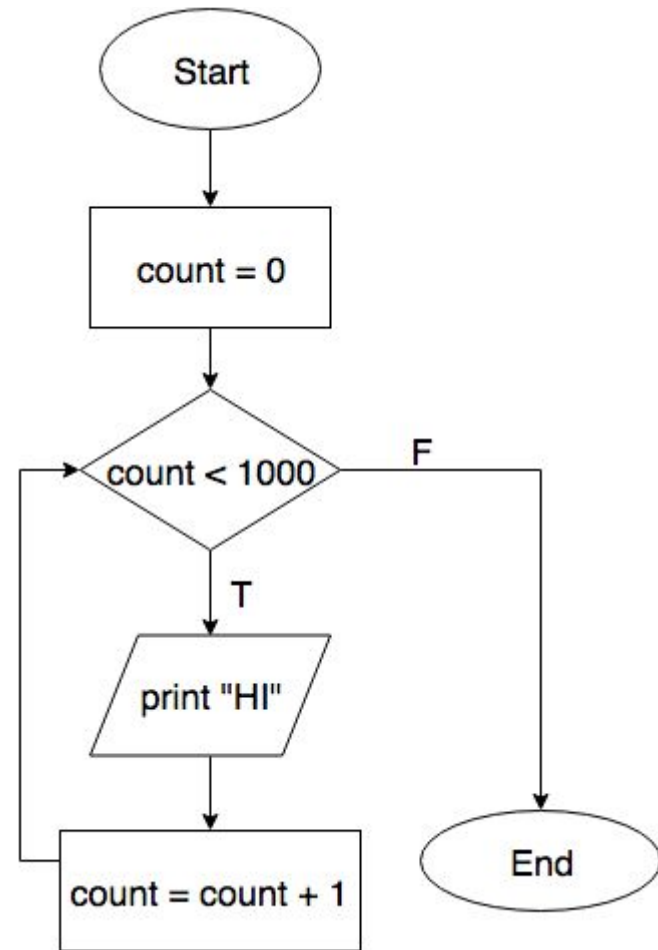 Start
count = 0
count < 1000
F
T
print "HI"
count = count + 1
End